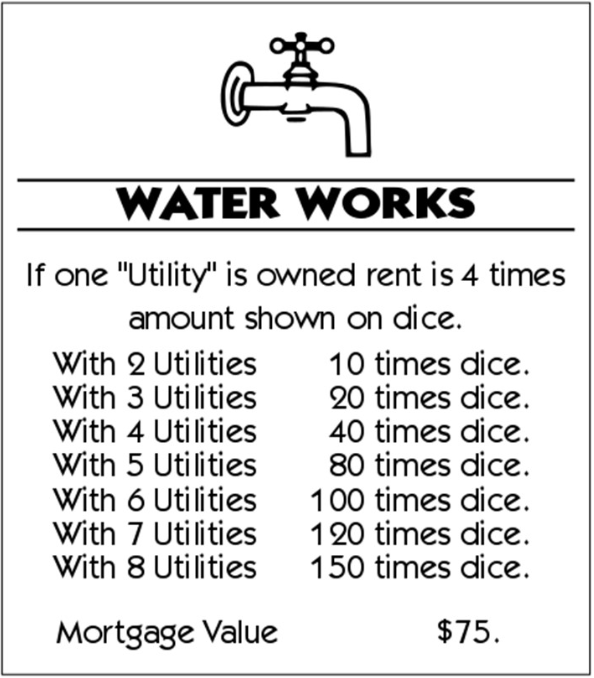 WATER WORKS
If one "Utility" is owned rent is 4 times
amount shown on dice.
With 2 Utilities 10 times dice.
With 3 Utilities 20 times dice.
With 4 Utilities 40 times dice.
With 5 Utilities 80 times dice.
With 6 Utilities 100 times dice.
With 7 Utilities 120 times dice.
With 8 Utilities 150 times dice.
Mortgage Value $75.